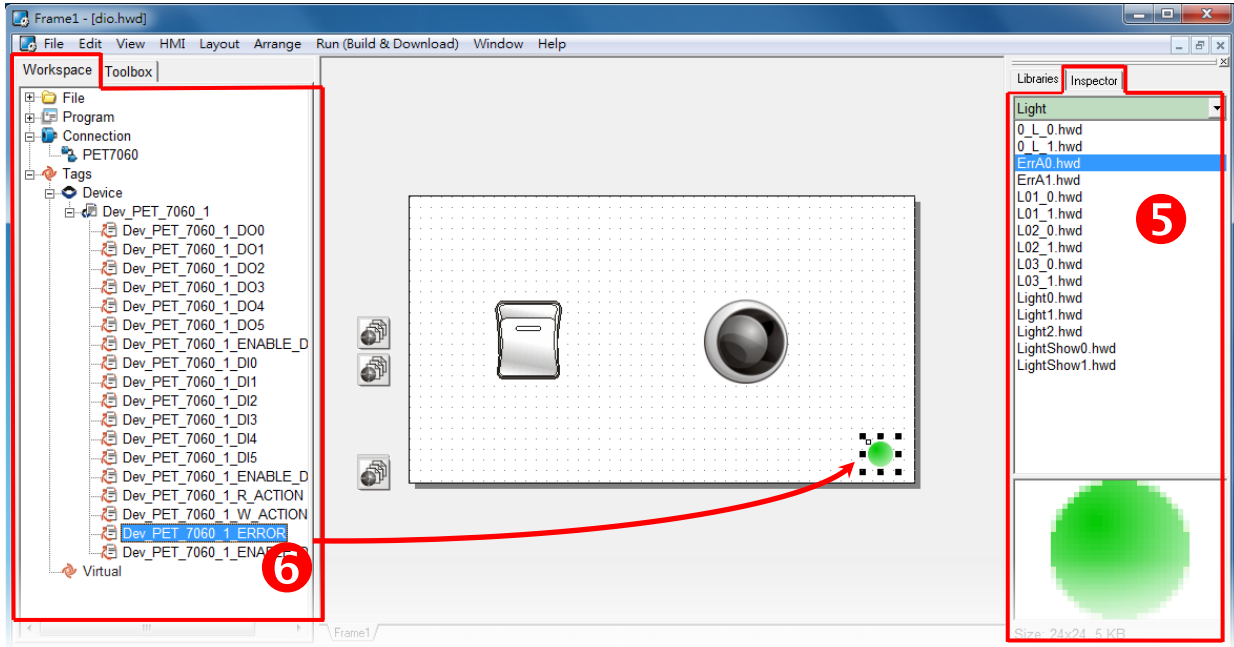 Frame1 - [dio.hwd]
File Edit View HMI Layout Arrange Run (Build & Download) Window Help
Workspace Toolbox
File
Program
Connection
PET7060
Tags
Device
Dev_PET_7060_1
Dev_PET_7060_1_DO0
Dev_PET_7060_1_DO1
Dev_PET_7060_1_DO2
Dev_PET_7060_1_DO3
Dev_PET_7060_1_DO4
Dev_PET_7060_1_DO5
Dev_PET_7060_1_ENABLE_D
Dev_PET_7060_1_DI0
Dev_PET_7060_1_DI1
Dev_PET_7060_1_DI2
Dev_PET_7060_1_DI3
Dev_PET_7060_1_DI4
Dev_PET_7060_1_DI5
Dev_PET_7060_1_ENABLE_D
Dev_PET_7060_1_R_ACTION
Dev_PET_7060_1_W_ACTION
Dev_PET_7060_1_ERROR
Dev_PET_7060_1_ENABLE_D
Virtual
6
Frame1
Libraries Inspector
Light
0_L_0.hwd
0_L_1.hwd
ErrA0.hwd
ErrA1.hwd
L01_0.hwd
L01_1.hwd
L02_0.hwd
L02_1.hwd
L03_0.hwd
L03_1.hwd
Light0.hwd
Light1.hwd
Light2.hwd
LightShow0.hwd
LightShow1.hwd
5
Size: 24x24, 5 KB